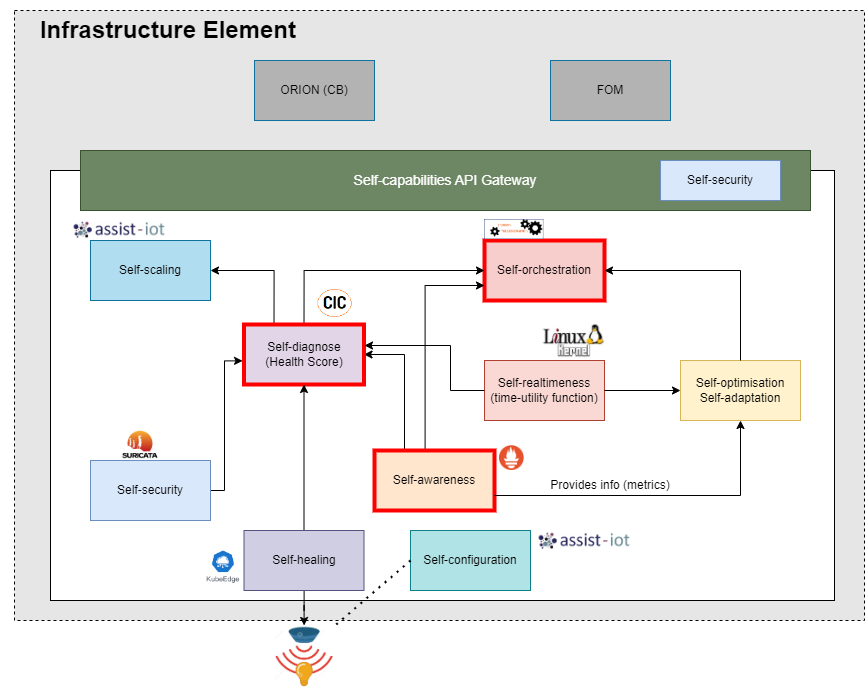 Infrastructure Element
ORION (CB)
FOM
Self-capabilities API Gateway
Self-security
assist-iot
Self-scaling
Self-orchestration
CIC
Self-diagnose
(Health Score)
Linux
Kernel
Self-realtimeness
(time-utility function)
Self-optimisation
Self-adaptation
SURICATA
Self-security
Self-awareness
Provides info (metrics)
KubeEdge
Self-healing
Self-configuration
assist-iot